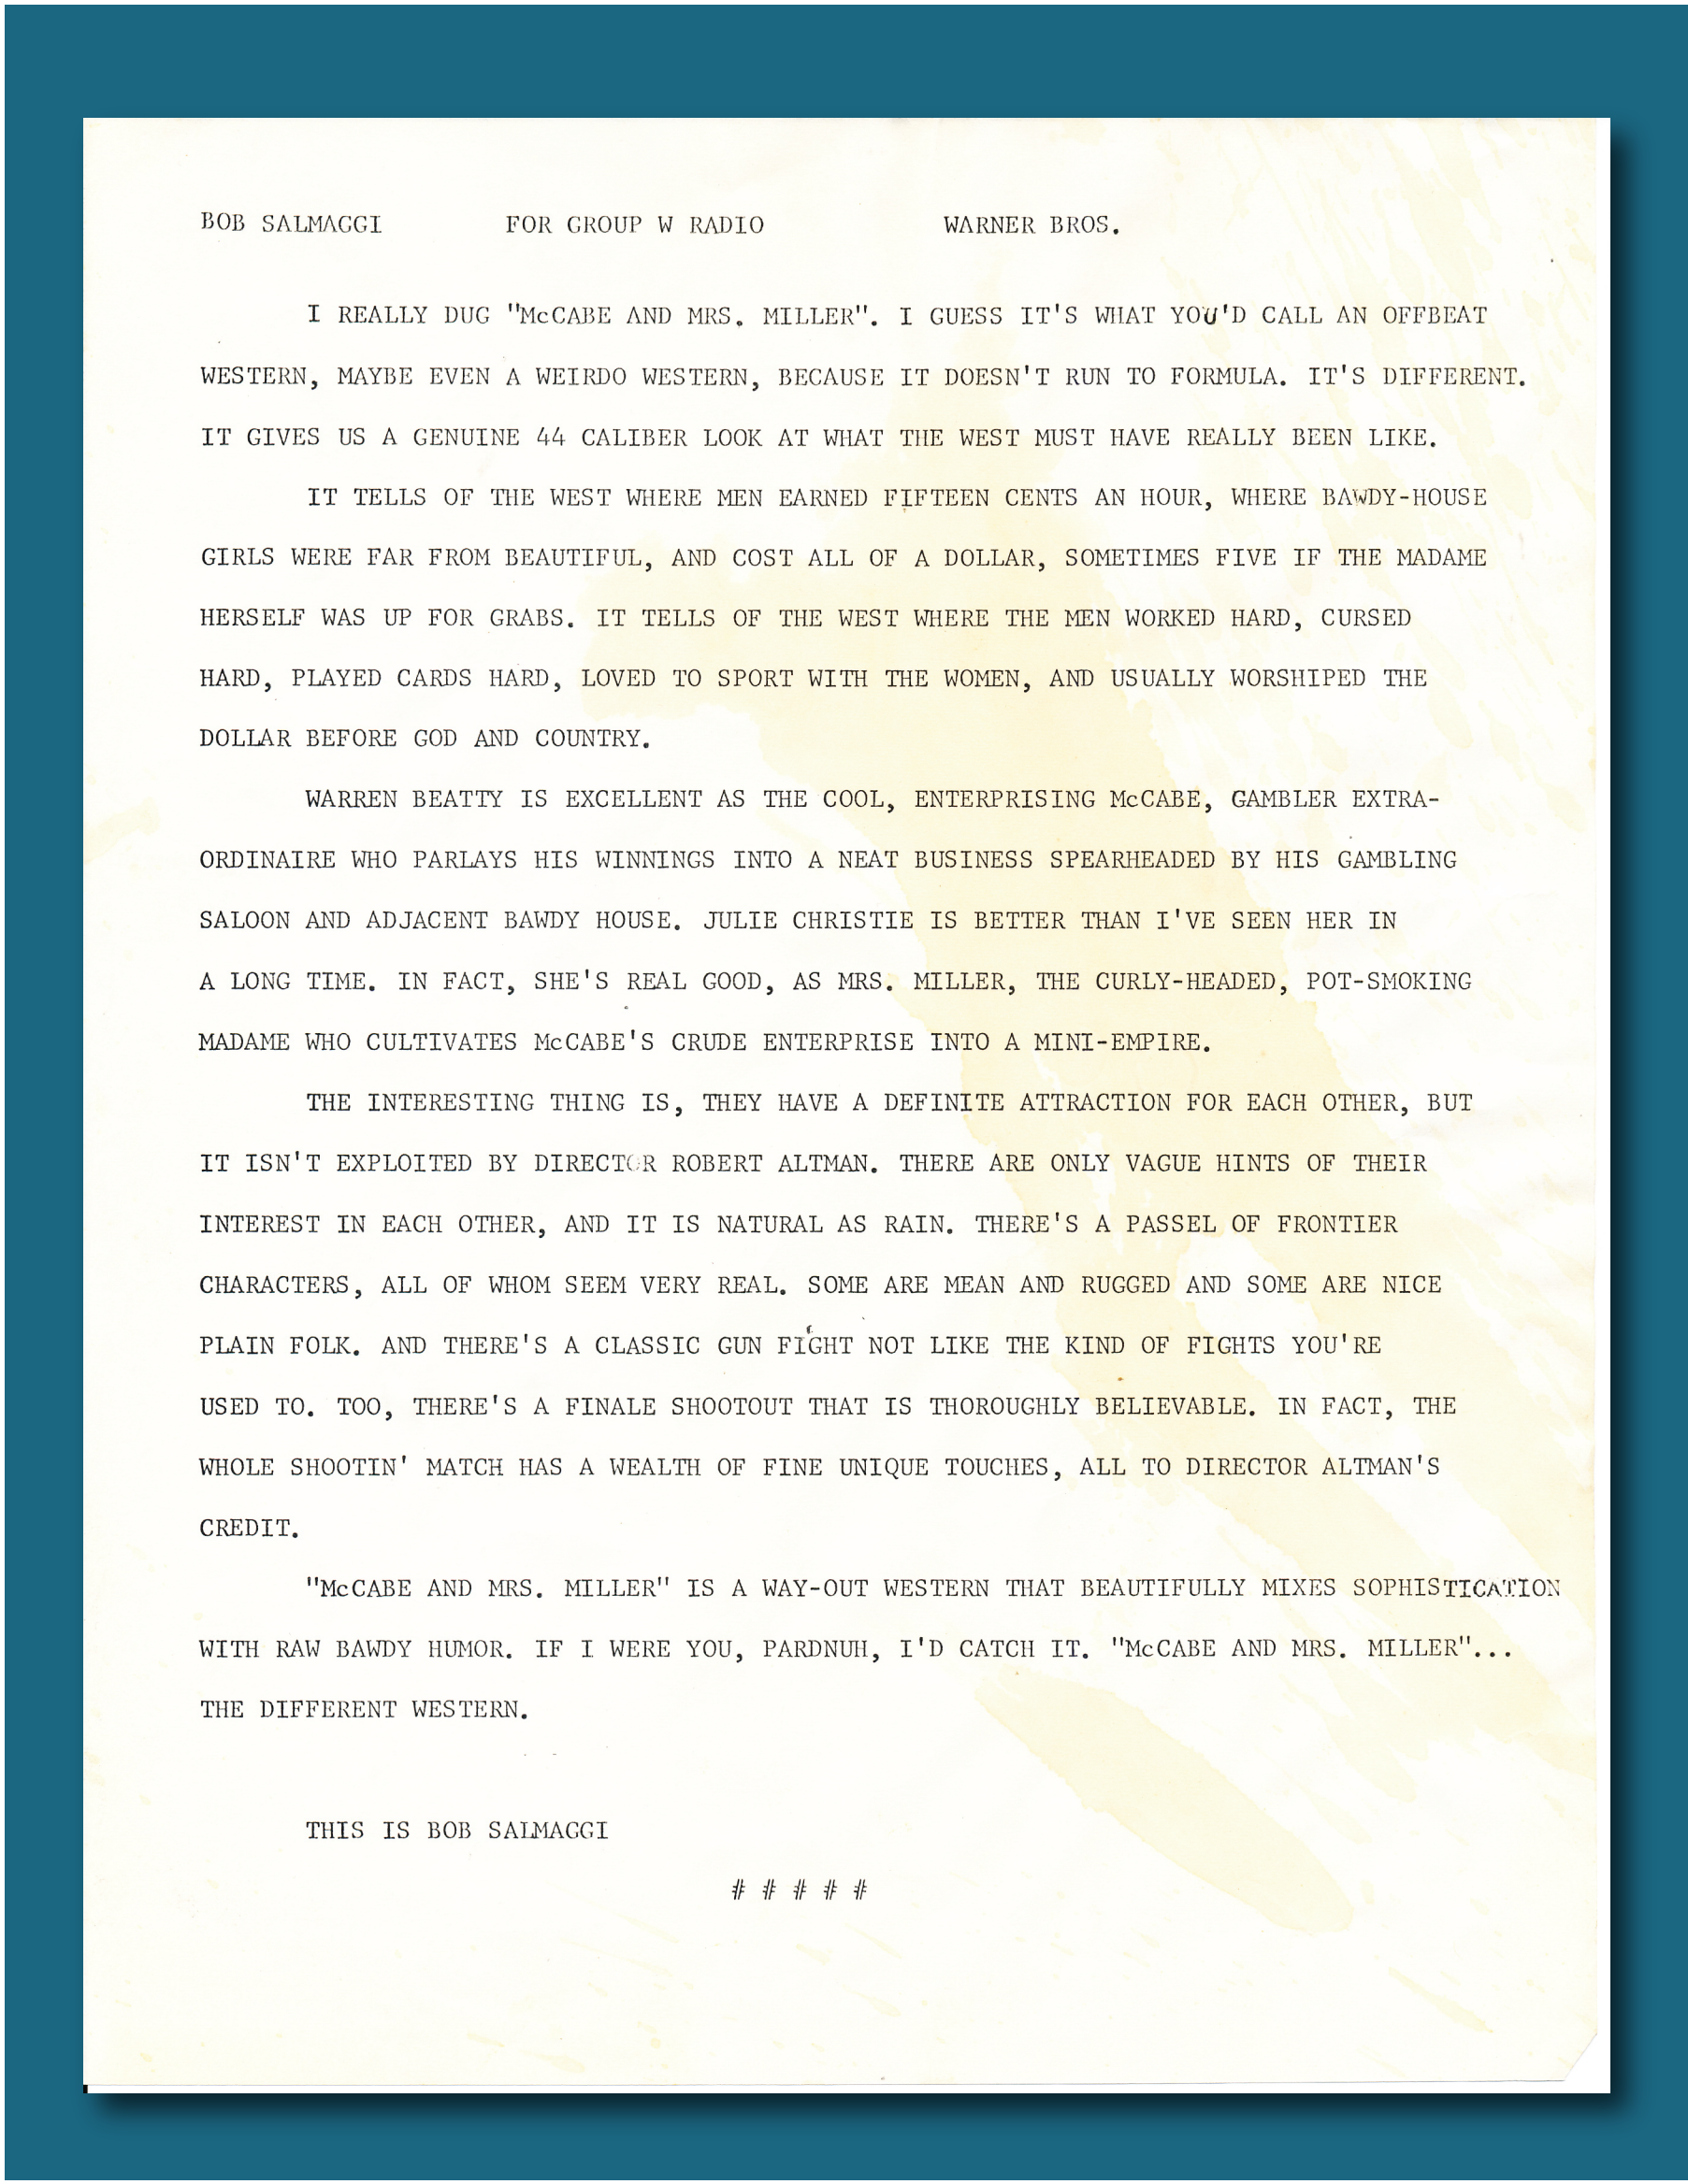 BOB SALMAGGI FOR GROUP W RADIO WARNER BROS.
I REALLY DUG "McCABE AND MRS. MILLER". I GUESS IT'S WHAT YOU'D CALL AN OFFBEAT
WESTERN, MAYBE EVEN A WEIRDO WESTERN, BECAUSE IT DOESN'T RUN TO FORMULA. IT'S DIFFERENT.
IT GIVES US A GENUINE 44 CALIBER LOOK AT WHAT THE WEST MUST HAVE REALLY BEEN LIKE.
IT TELLS OF THE WEST WHERE MEN EARNED FIFTEEN CENTS AN HOUR, WHERE BAWDY-HOUSE
GIRLS WERE FAR FROM BEAUTIFUL, AND COST ALL OF A DOLLAR, SOMETIMES FIVE IF THE MADAME
HERSELF WAS UP FOR GRABS. IT TELLS OF THE WEST WHERE THE MEN WORKED HARD, CURSED
HARD, PLAYED CARDS HARD, LOVED TO SPORT WITH THE WOMEN, AND USUALLY WORSHIPED THE
DOLLAR BEFORE GOD AND COUNTRY.
WARREN BEATTY IS EXCELLENT AS THE COOL, ENTERPRISING McCABE, GAMBLER EXTRA-
ORDINAIRE WHO PARLAYS HIS WINNINGS INTO A NEAT BUSINESS SPEARHEADED BY HIS GAMBLING
SALOON AND ADJACENT BAWDY HOUSE. JULIE CHRISTIE IS BETTER THAN I'VE SEEN HER IN
A LONG TIME. IN FACT, SHE'S REAL GOOD, AS MRS. MILLER, THE CURLY-HEADED, POT-SMOKING
MADAME WHO CULTIVATES McCABE'S CRUDE ENTERPRISE INTO A MINI-EMPIRE.
THE INTERESTING THING IS, THEY HAVE A DEFINITE ATTRACTION FOR EACH OTHER, BUT
IT ISN'T EXPLOITED BY DIRECTOR ROBERT ALTMAN. THERE ARE ONLY VAGUE HINTS OF THEIR
INTEREST IN EACH OTHER, AND IT IS NATURAL AS RAIN. THERE'S A PASSEL OF FRONTIER
CHARACTERS, ALL OF WHOM SEEM VERY REAL. SOME ARE MEAN AND RUGGED AND SOME ARE NICE
PLAIN FOLK. AND THERE'S A CLASSIC GUN FIGHT NOT LIKE THE KIND OF FIGHTS YOU'RE
USED TO. TOO, THERE'S A FINALE SHOOTOUT THAT IS THOROUGHLY BELIEVABLE. IN FACT, THE
WHOLE SHOOTIN' MATCH HAS A WEALTH OF FINE UNIQUE TOUCHES, ALL TO DIRECTOR ALTMAN'S
CREDIT.
"McCABE AND MRS. MILLER" IS A WAY-OUT WESTERN THAT BEAUTIFULLY MIXES SOPHISTICATION
WITH RAW BAWDY HUMOR. IF I WERE YOU, PARDNUH, I'D CATCH IT. "McCABE AND MRS. MILLER"...
THE DIFFERENT WESTERN.
THIS IS BOB SALMAGGI
# # # # #